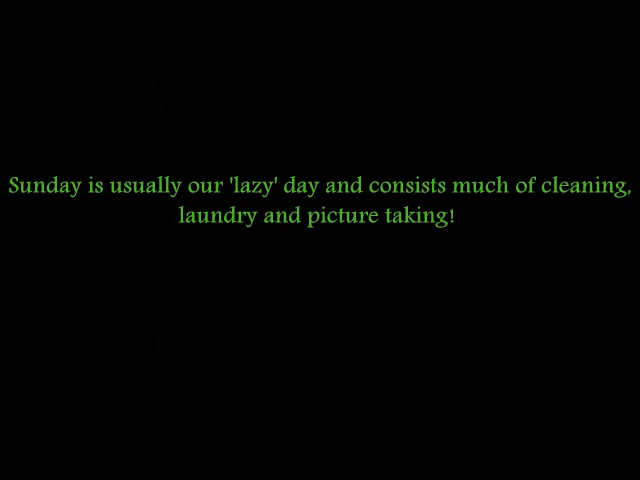 Sunday is usually our 'lazy' day and consists much of cleaning,
laundry and picture taking!